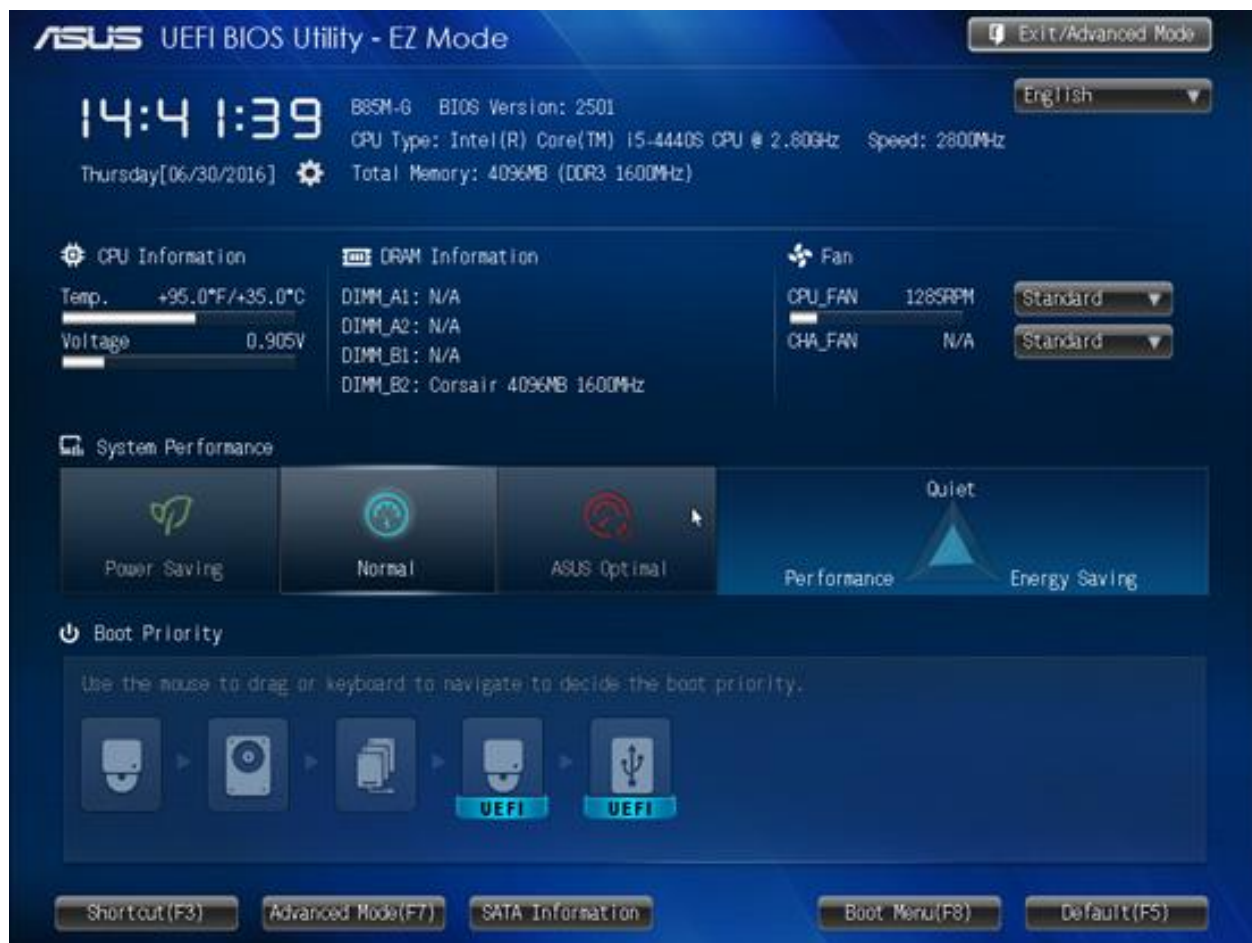 ASUS UEFI BIOS Utility - EZ Mode
Exit/Advanced Mode
English
14:41:39
Thursday[06/30/2016]
B85M-G BIOS Version: 2501
CPU Type: Intel(R) Core(TM) i5-4440S CPU @ 2.80GHz Speed: 2800MHz
Total Memory: 4096MB (DDR3 1600MHz)
CPU Information
Temp. +95.0°F/+35.0°C
Voltage 0.905V
DRAM Information
DIMM_A1: N/A
DIMM_A2: N/A
DIMM_B1: N/A
DIMM_B2: Corsair 4096MB 1600MHz
Fan
CPU_FAN 1285RPM Standard
CHA_FAN N/A Standard
System Performance
Power Saving
Normal
ASUS Optimal
Quiet
Performance
Energy Saving
Boot Priority
Use the mouse to drag or keyboard to navigate to decide the boot priority.
UEFI
UEFI
Shortcut(F3)
Advanced Mode(F7)
SATA Information
Boot Menu(F8)
Default(F5)